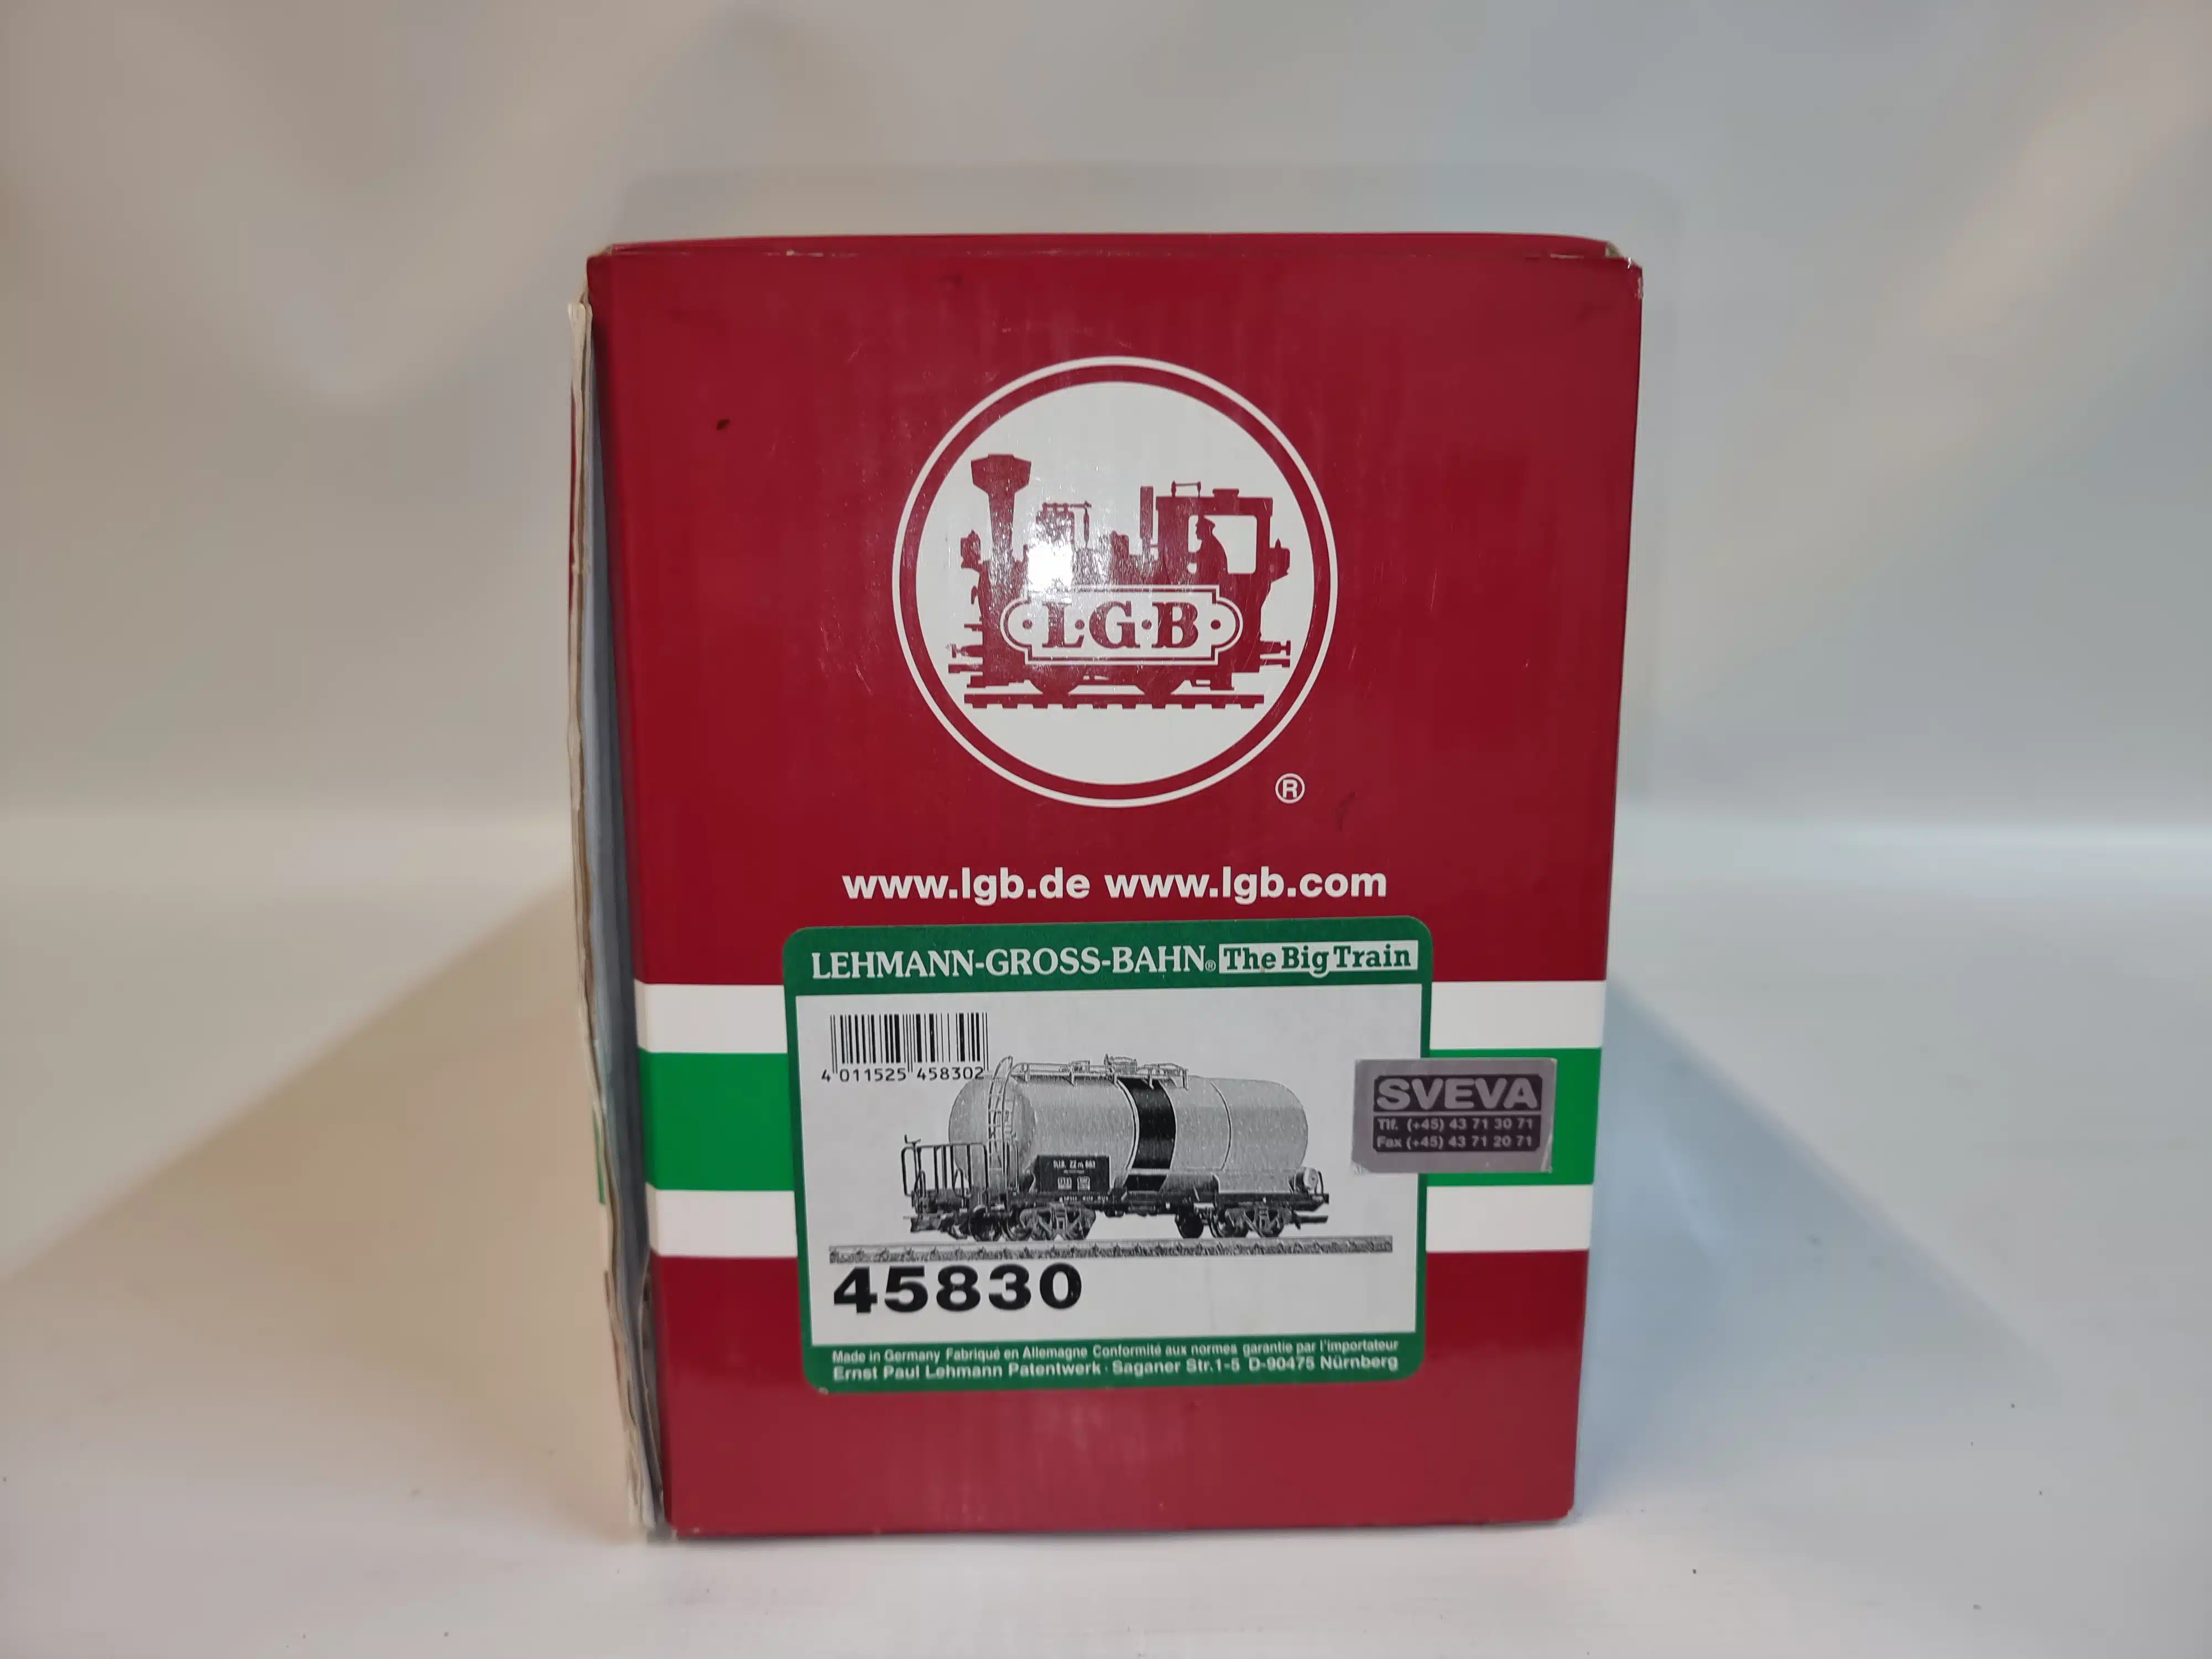 L·G·B
®
www.lgb.de www.lgb.com
LEHMANN-GROSS-BAHN® The Big Train
4 011525 458302
SVEVA
Tlf. (+45) 43 71 30 71
Fax (+45) 43 71 20 71
45830
Made in Germany Fabriqué en Allemagne Conformité aux normes garantie par l'importateur
Ernst Paul Lehmann Patentwerk · Saganer Str.1-5 D-90475 Nürnberg